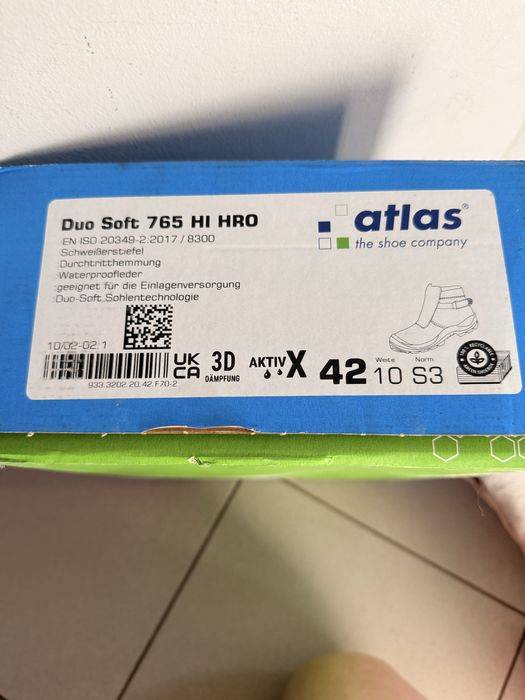 Duo Soft 765 HI HRO
EN ISO 20349-2:2017 / 8300
Schweißerstiefel
Durchtritthemmung
Waterproofleder
geeignet für die Einlagenversorgung
Duo-Soft Sohlentechnologie
atlas®
the shoe company
10/02-02.1
933.3202.20.42.F70-2
UK
CA
3D
DÄMPFUNG
AKTIV X
42
Weite
10
Norm
S3